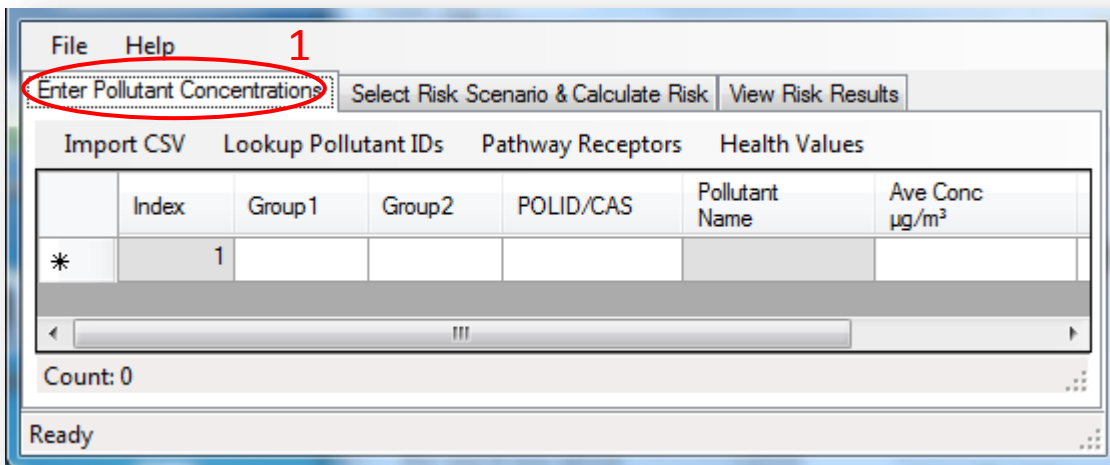 File Help 1
Enter Pollutant Concentrations Select Risk Scenario & Calculate Risk View Risk Results
Import CSV Lookup Pollutant IDs Pathway Receptors Health Values
Index Group1 Group2 POLID/CAS Pollutant Name Ave Conc µg/m³
* 1
Count: 0
Ready